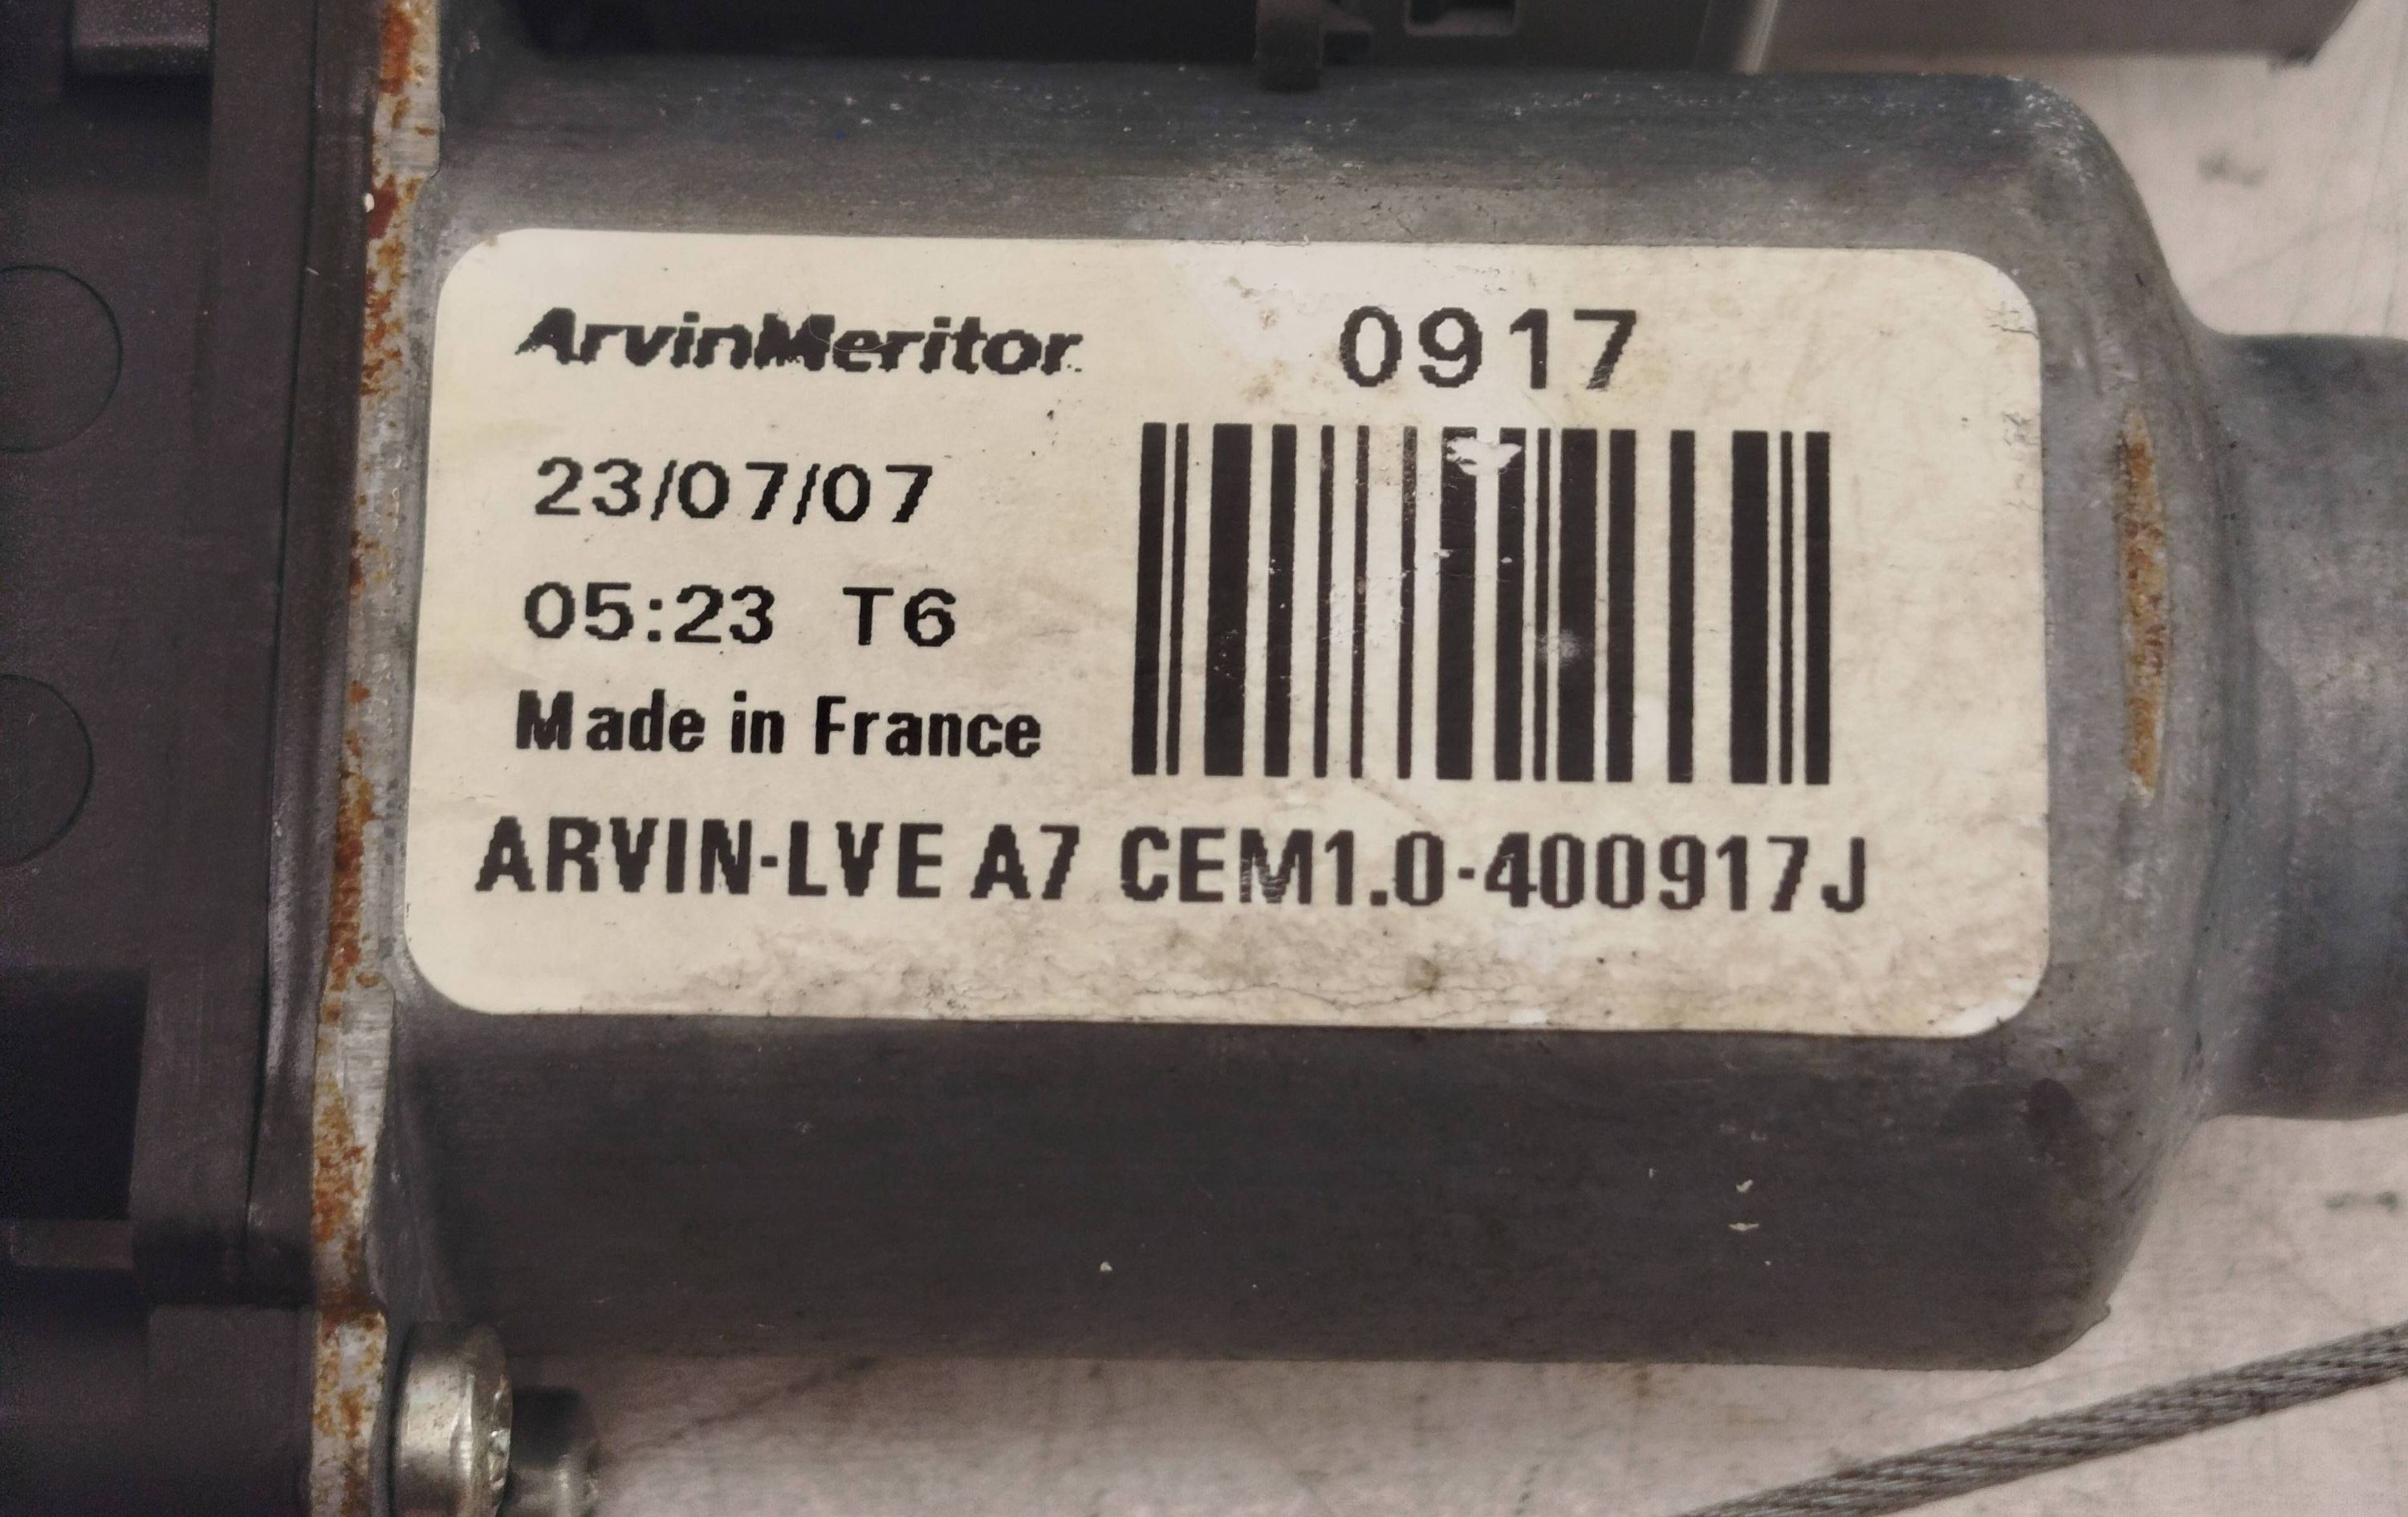 ArvinMeritor 0917
23/07/07
05:23 T6
Made in France
ARVIN-LVE A7 CEM1.0-400917J